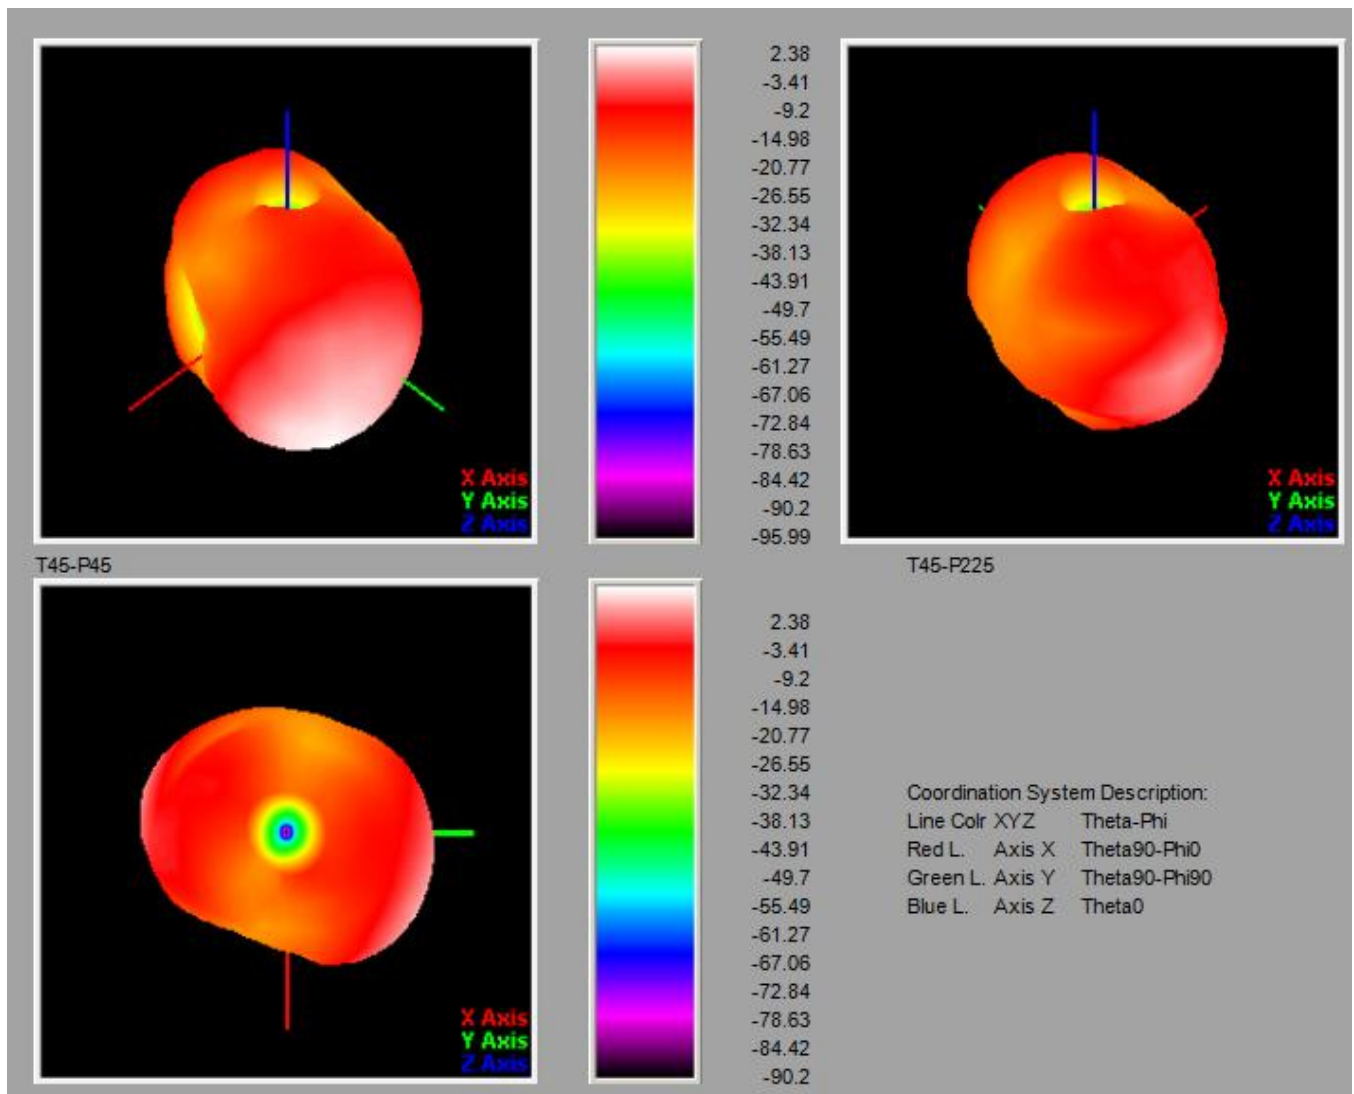 2.38
-3.41
-9.2
-14.98
-20.77
-26.55
-32.34
-38.13
-43.91
-49.7
-55.49
-61.27
-67.06
-72.84
-78.63
-84.42
-90.2
-95.99
X Axis
Y Axis
Z Axis
X Axis
Y Axis
Z Axis
T45-P45
T45-P225
2.38
-3.41
-9.2
-14.98
-20.77
-26.55
-32.34
-38.13
-43.91
-49.7
-55.49
-61.27
-67.06
-72.84
-78.63
-84.42
-90.2
X Axis
Y Axis
Z Axis
Coordination System Description:
Line Colr XYZ Theta-Phi
Red L. Axis X Theta90-Phi0
Green L. Axis Y Theta90-Phi90
Blue L. Axis Z Theta0